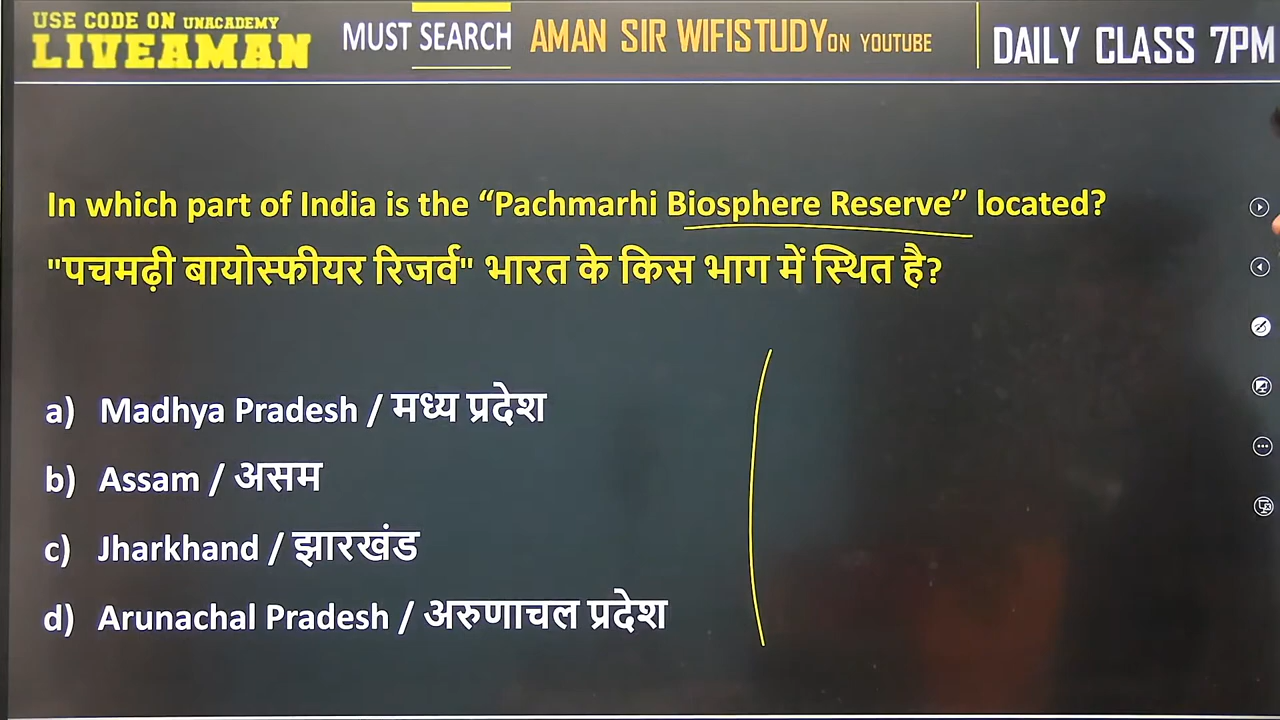 USE CODE ON UNACADEMY
LIVEAMAN
MUST SEARCH AMAN SIR WIFISTUDY ON YOUTUBE
DAILY CLASS 7PM
In which part of India is the “Pachmarhi Biosphere Reserve” located?
"पचमढ़ी बायोस्फीयर रिजर्व" भारत के किस भाग में स्थित है?
a) Madhya Pradesh / मध्य प्रदेश
b) Assam / असम
c) Jharkhand / झारखंड
d) Arunachal Pradesh / अरुणाचल प्रदेश